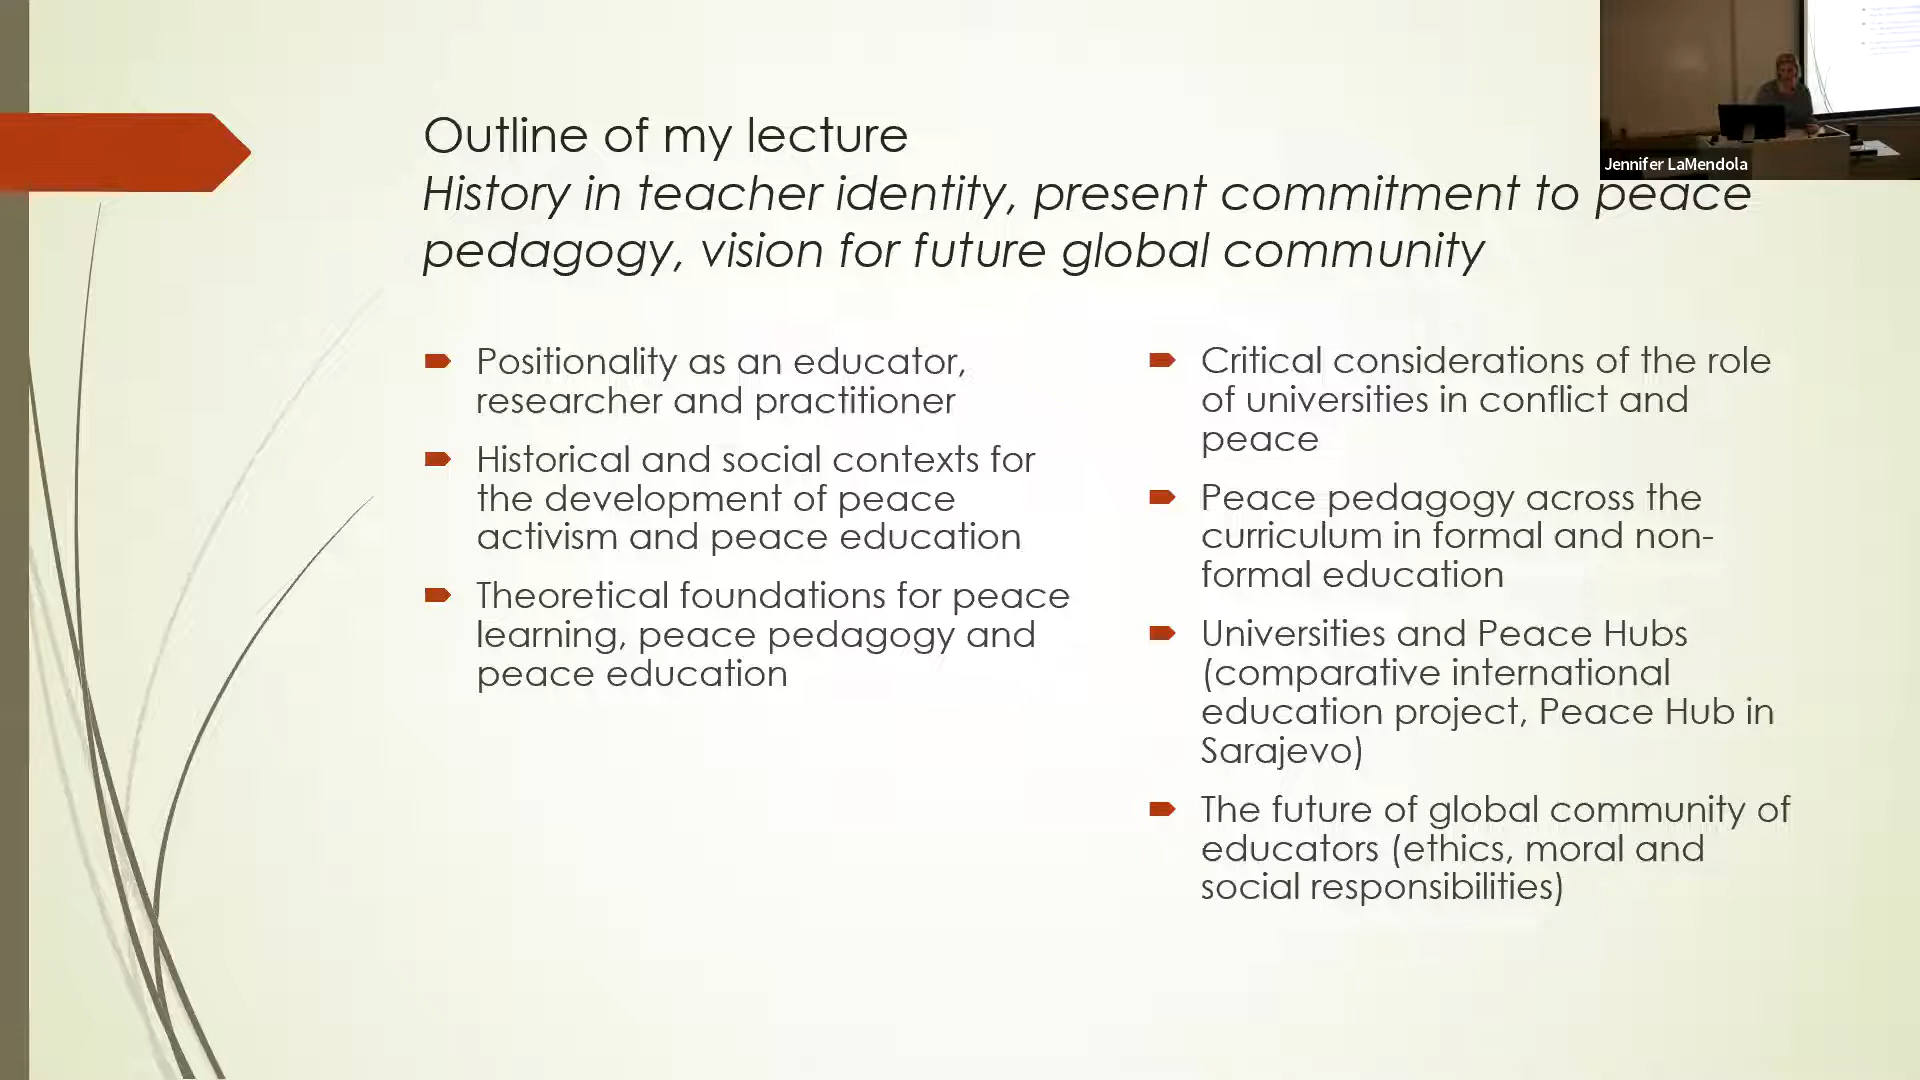 Outline of my lecture
History in teacher identity, present commitment to peace
pedagogy, vision for future global community
Positionality as an educator,
researcher and practitioner
Historical and social contexts for
the development of peace
activism and peace education
Theoretical foundations for peace
learning, peace pedagogy and
peace education
Critical considerations of the role
of universities in conflict and
peace
Peace pedagogy across the
curriculum in formal and non-
formal education
Universities and Peace Hubs
(comparative international
education project, Peace Hub in
Sarajevo)
The future of global community of
educators (ethics, moral and
social responsibilities)
Jennifer LaMendola